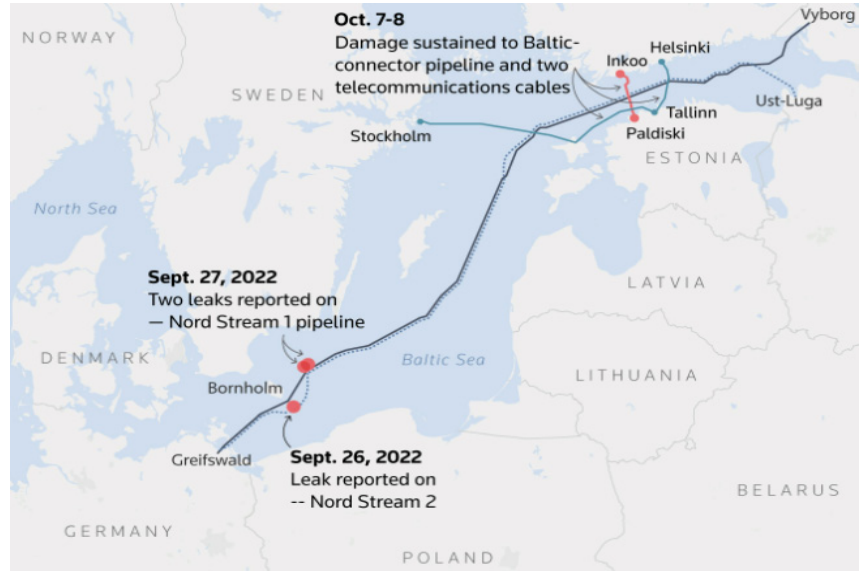 Oct. 7-8
Damage sustained to Baltic-
connector pipeline and two
telecommunications cables
Vyborg
NORWAY
Helsinki
Inkoo
SWEDEN
Ust-Luga
Tallinn
Stockholm
Paldiski
ESTONIA
North Sea
Sept. 27, 2022
Two leaks reported on
— Nord Stream 1 pipeline
LATVIA
DENMARK
Baltic Sea
LITHUANIA
Bornholm
Greifswald
Sept. 26, 2022
Leak reported on
-- Nord Stream 2
BELARUS
GERMANY
POLAND